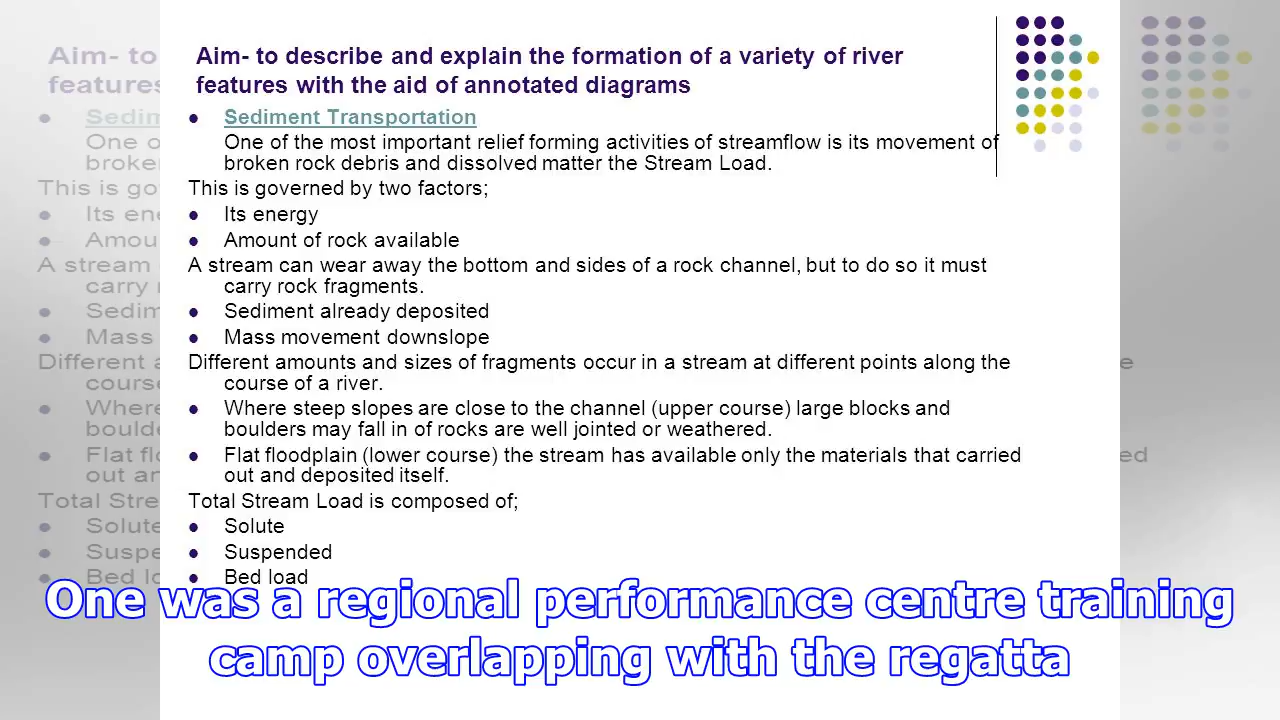 Aim- to describe and explain the formation of a variety of river
features with the aid of annotated diagrams
Sediment Transportation
One of the most important relief forming activities of streamflow is its movement of
broken rock debris and dissolved matter the Stream Load.
This is governed by two factors;
Its energy
Amount of rock available
A stream can wear away the bottom and sides of a rock channel, but to do so it must
carry rock fragments.
Sediment already deposited
Mass movement downslope
Different amounts and sizes of fragments occur in a stream at different points along the
course of a river.
Where steep slopes are close to the channel (upper course) large blocks and
boulders may fall in of rocks are well jointed or weathered.
Flat floodplain (lower course) the stream has available only the materials that carried
out and deposited itself.
Total Stream Load is composed of;
Solute
Suspended
Bed load
One was a regional performance centre training
camp overlapping with the regatta